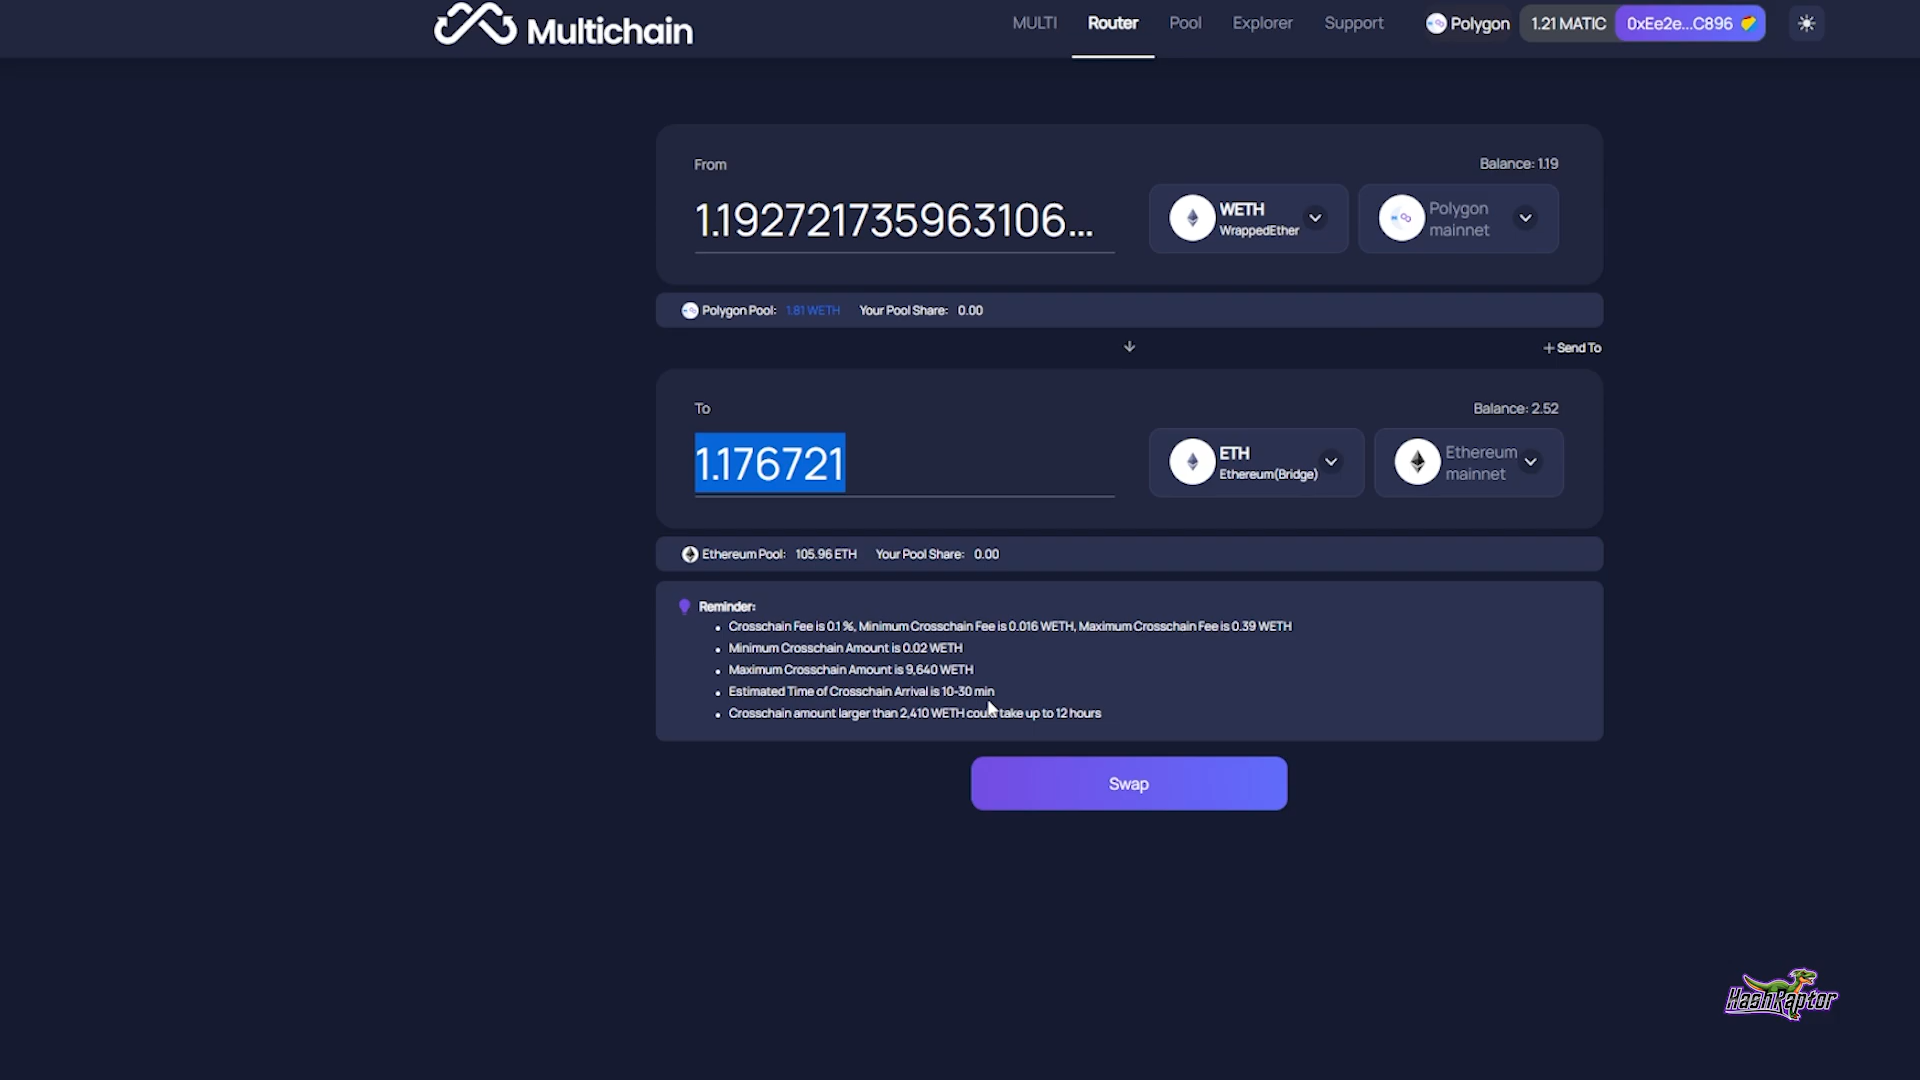 Multichain
MULTI Router Pool Explorer Support Polygon 1.21 MATIC 0xEe2e...C896
From Balance: 1.19
1.192721735963106...
WETH
WrappedEther
Polygon
mainnet
Polygon Pool: 1.81 WETH Your Pool Share: 0.00
+ Send To
To Balance: 2.52
1.176721
ETH
Ethereum(Bridge)
Ethereum
mainnet
Ethereum Pool: 105.96 ETH Your Pool Share: 0.00
Reminder:
Crosschain Fee is 0.1 %, Minimum Crosschain Fee is 0.016 WETH, Maximum Crosschain Fee is 0.39 WETH
Minimum Crosschain Amount is 0.02 WETH
Maximum Crosschain Amount is 9,640 WETH
Estimated Time of Crosschain Arrival is 10-30 min
Crosschain amount larger than 2,410 WETH could take up to 12 hours
Swap
HashRaptor